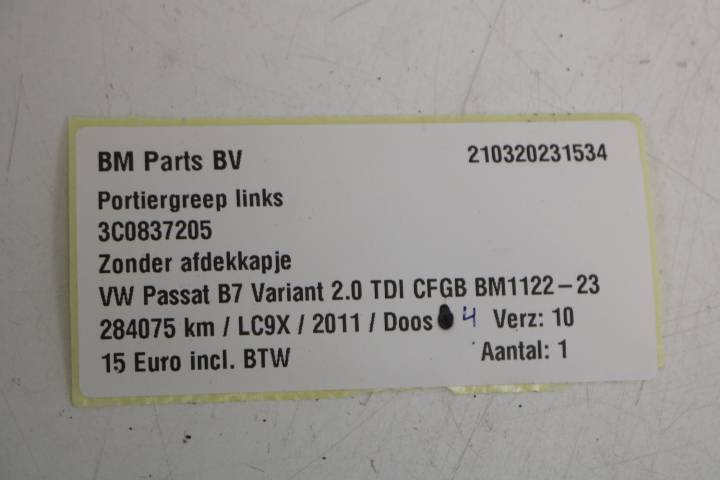 BM Parts BV 210320231534
Portiergreep links
3C0837205
Zonder afdekkapje
VW Passat B7 Variant 2.0 TDI CFGB BM1122-23
284075 km / LC9X / 2011 / Doos 4 Verz: 10
15 Euro incl. BTW Aantal: 1